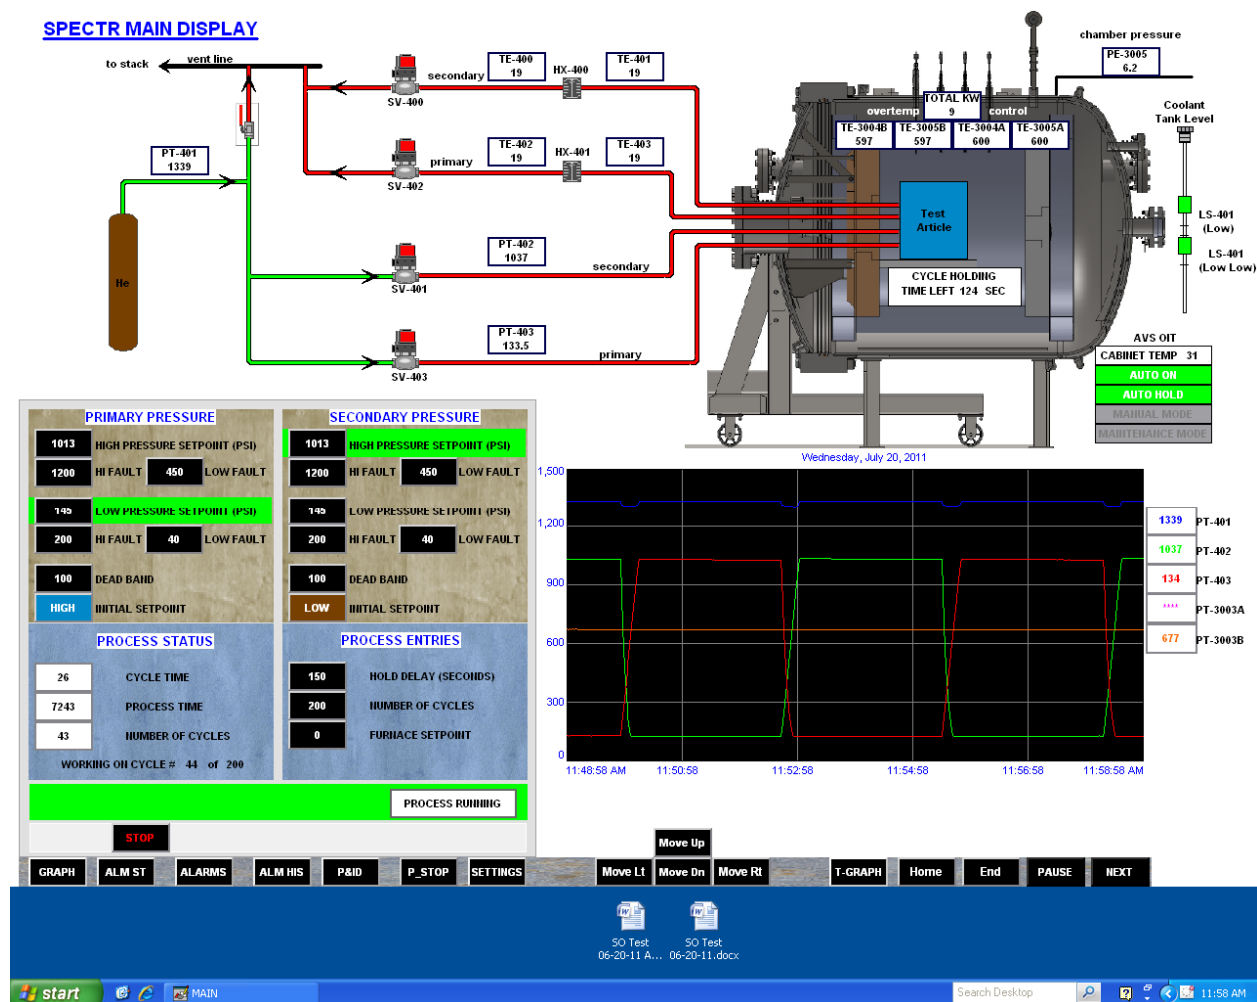 SPECTR MAIN DISPLAY
to stack
vent line
PT-401
1339
He
SV-400
secondary
TE-400
19
HX-400
TE-401
19
SV-402
primary
TE-402
19
HX-401
TE-403
19
SV-401
PT-402
1037
secondary
SV-403
PT-403
133.5
primary
chamber pressure
PE-3005
6.2
TOTAL KW
9
overtemp
control
TE-3004B
597
TE-3005B
597
TE-3004A
600
TE-3005A
600
Test
Article
CYCLE HOLDING
TIME LEFT 124 SEC
Coolant
Tank Level
LS-401
(Low)
LS-401
(Low Low)
AVS OIT
CABINET TEMP 31
AUTO ON
AUTO HOLD
MANUAL MODE
MAINTENANCE MODE
PRIMARY PRESSURE
1013 HIGH PRESSURE SETPOINT (PSI)
1200 HI FAULT 450 LOW FAULT
145 LOW PRESSURE SETPOINT (PSI)
200 HI FAULT 40 LOW FAULT
100 DEAD BAND
HIGH INITIAL SETPOINT
SECONDARY PRESSURE
1013 HIGH PRESSURE SETPOINT (PSI)
1200 HI FAULT 450 LOW FAULT
145 LOW PRESSURE SETPOINT (PSI)
200 HI FAULT 40 LOW FAULT
100 DEAD BAND
LOW INITIAL SETPOINT
PROCESS STATUS
26 CYCLE TIME
7243 PROCESS TIME
43 NUMBER OF CYCLES
WORKING ON CYCLE # 44 of 200
PROCESS ENTRIES
150 HOLD DELAY (SECONDS)
200 NUMBER OF CYCLES
0 FURNACE SETPOINT
PROCESS RUNNING
STOP
Wednesday, July 20, 2011
1,500
1,200
900
600
300
0
11:48:58 AM 11:50:58 11:52:58 11:54:58 11:56:58 11:58:58 AM
1339 PT-401
1037 PT-402
134 PT-403
,,,, PT-3003A
677 PT-3003B
Move Up
GRAPH ALM ST ALARMS ALM HIS P&ID P_STOP SETTINGS Move Lt Move Dn Move Rt T-GRAPH Home End PAUSE NEXT
SO Test
06-20-11 A...
SO Test
06-20-11.docx
start MAIN Search Desktop 11:58 AM